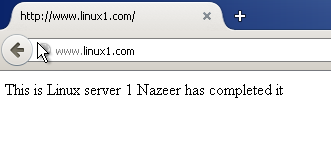 http://www.linux1.com/
www.linux1.com
This is Linux server 1 Nazeer has completed it